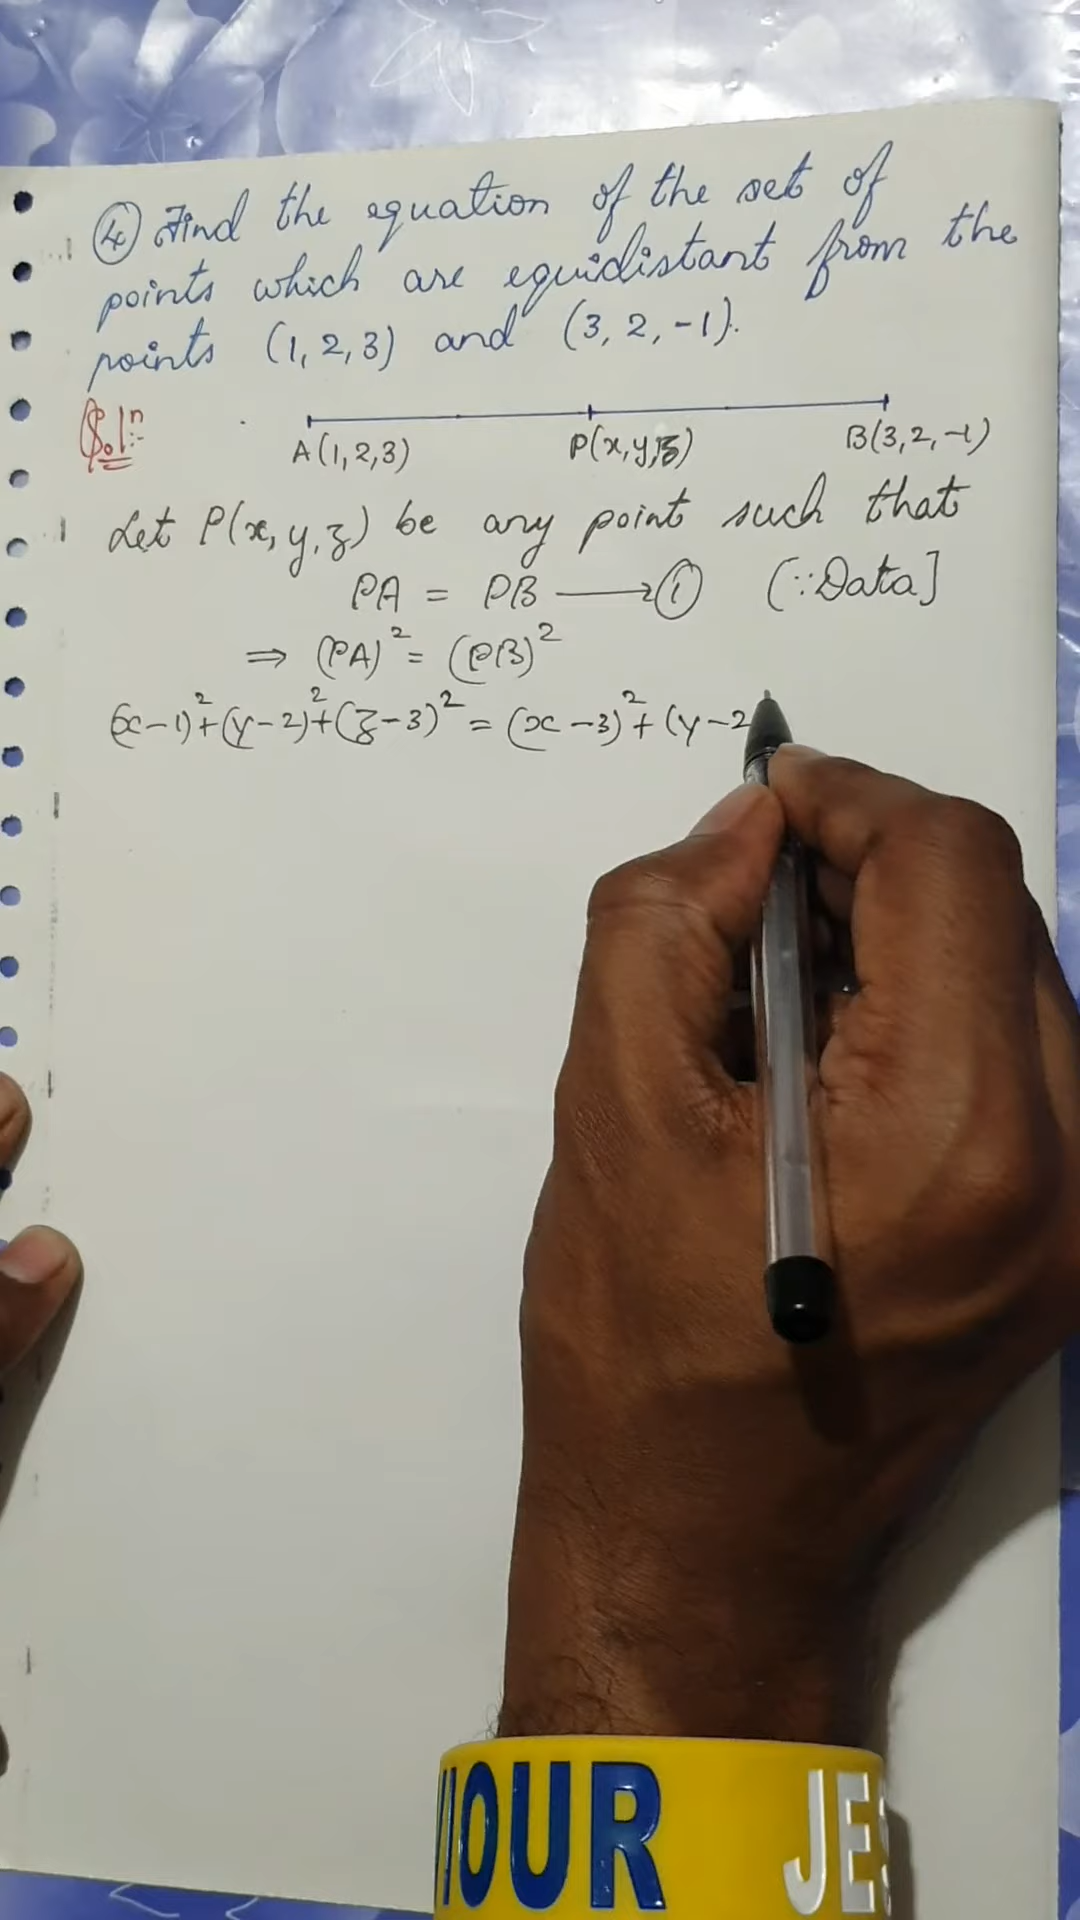 ④ Find the equation of the set of
points which are equidistant from the
points (1, 2, 3) and (3, 2, -1).
Solⁿ:-
A(1,2,3) P(x,y,z) B(3,2,-1)
Let P(x, y, z) be any point such that
PA = PB ⟶ ① (∵ Data]
⇒ (PA)² = (PB)²
(x-1)²+(y-2)²+(z-3)² = (x-3)²+(y-2
IOUR JE